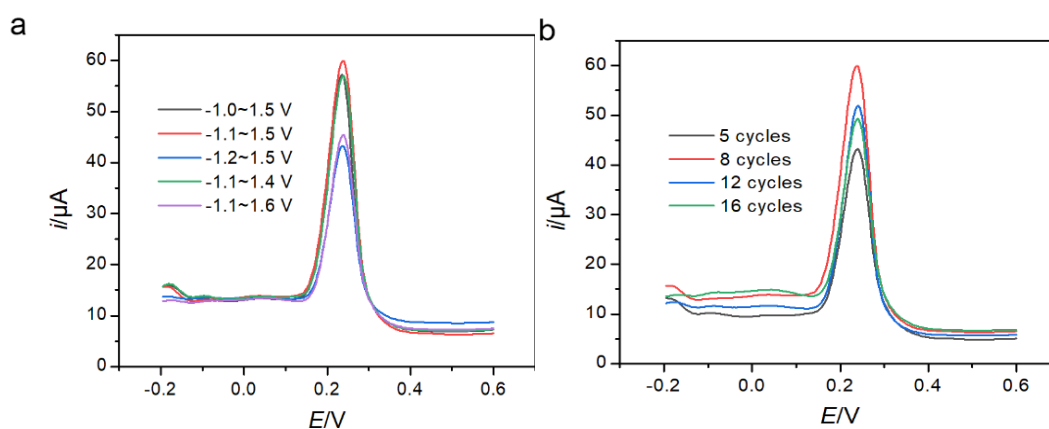 a
60
50
40
30
20
10
0
i/μA
-1.0~1.5 V
-1.1~1.5 V
-1.2~1.5 V
-1.1~1.4 V
-1.1~1.6 V
-0.2 0.0 0.2 0.4 0.6
E/V
b
60
50
40
30
20
10
0
i/μA
5 cycles
8 cycles
12 cycles
16 cycles
-0.2 0.0 0.2 0.4 0.6
E/V